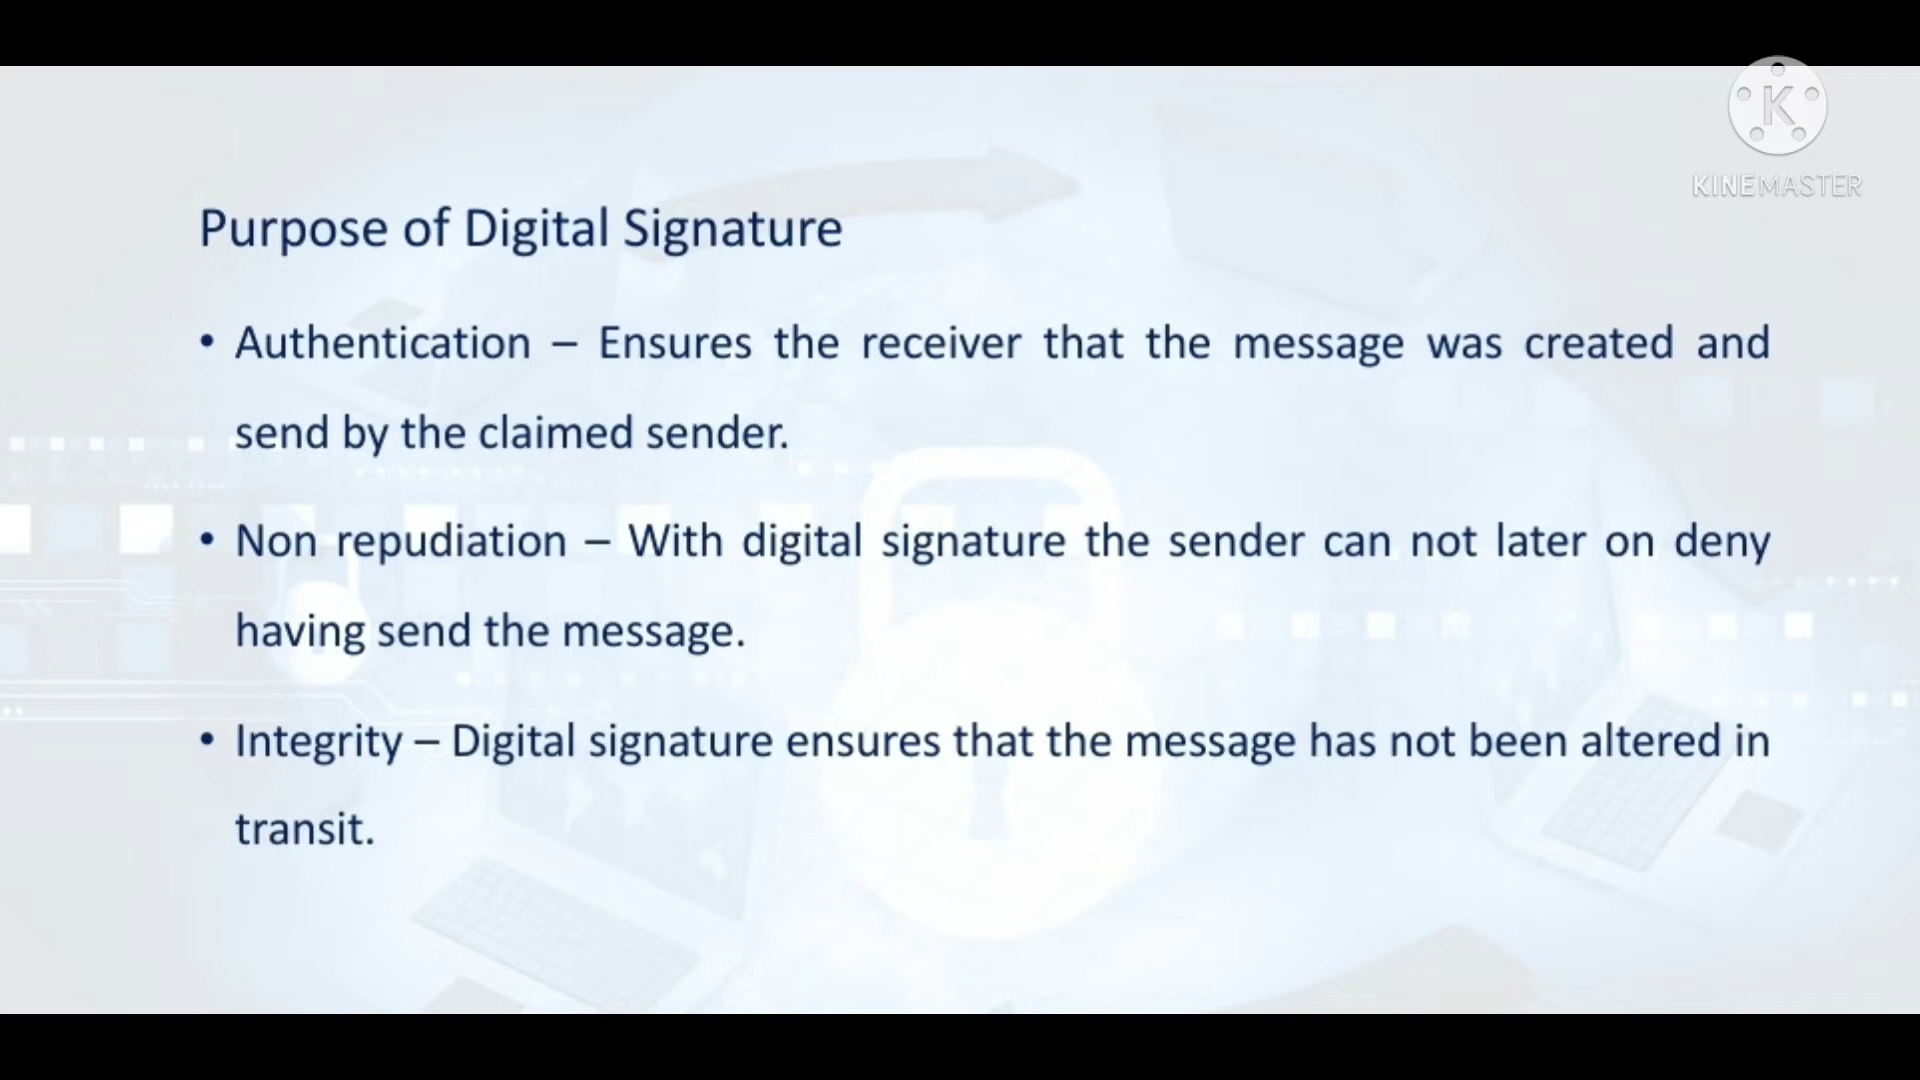 K
KINEMASTER
Purpose of Digital Signature
• Authentication – Ensures the receiver that the message was created and
send by the claimed sender.
• Non repudiation – With digital signature the sender can not later on deny
having send the message.
• Integrity – Digital signature ensures that the message has not been altered in
transit.